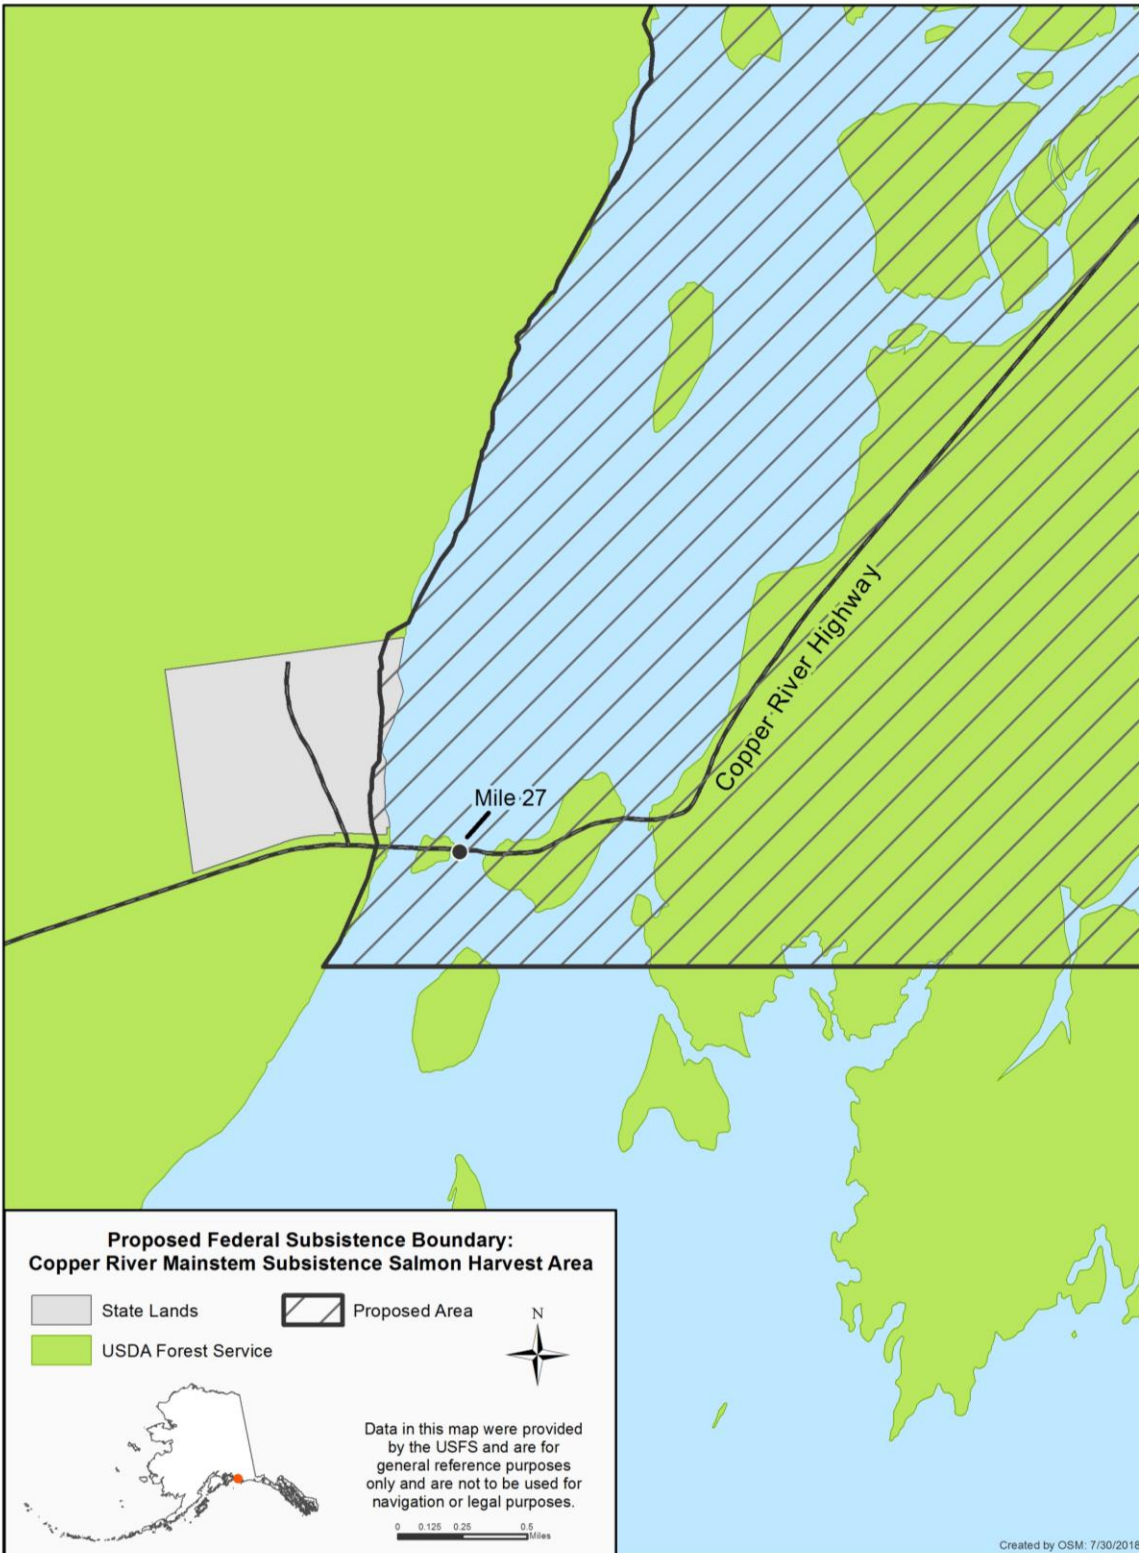 Copper River Highway
Mile 27
Proposed Federal Subsistence Boundary:
Copper River Mainstem Subsistence Salmon Harvest Area
State Lands
Proposed Area
USDA Forest Service
N
Data in this map were provided
by the USFS and are for
general reference purposes
only and are not to be used for
navigation or legal purposes.
0 0.125 0.25 0.5
Miles
Created by OSM: 7/30/2018